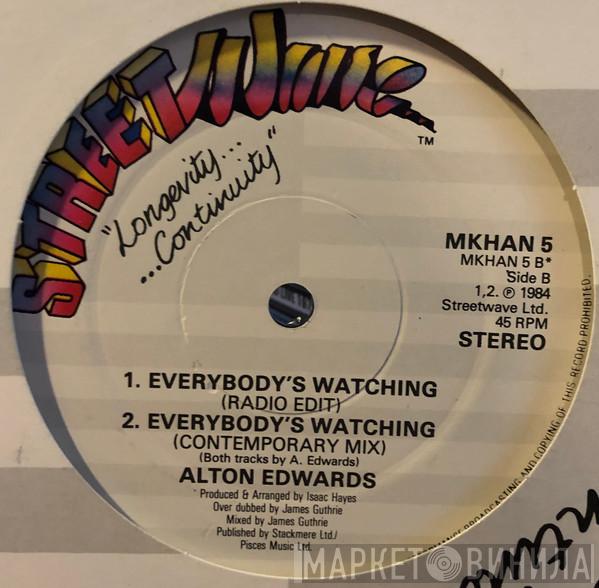 STREETWAVE...
TM
"Longevity...
...Continuity"
MKHAN 5
MKHAN 5 B*
Side B
1,2. ℗ 1984
Streetwave Ltd.
45 RPM
STEREO
1. EVERYBODY'S WATCHING
(RADIO EDIT)
2. EVERYBODY'S WATCHING
(CONTEMPORARY MIX)
(Both tracks by A. Edwards)
ALTON EDWARDS
Produced & Arranged by Isaac Hayes
Over dubbed by James Guthrie
Mixed by James Guthrie
Published by Stackmere Ltd./
Pisces Music Ltd.
BROADCASTING AND COPYING OF THIS RECORD PROHIBITED.
МАРКЕТ ВИНИЛА